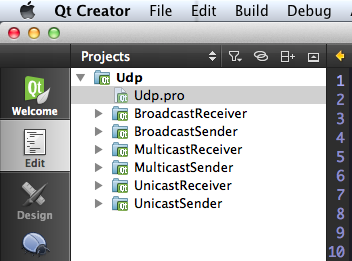 Qt Creator File Edit Build Debug
Projects
Udp
Udp.pro
BroadcastReceiver
BroadcastSender
MulticastReceiver
MulticastSender
UnicastReceiver
UnicastSender
Qt
Welcome
Edit
Design
1
2
3
4
5
6
7
8
9
10